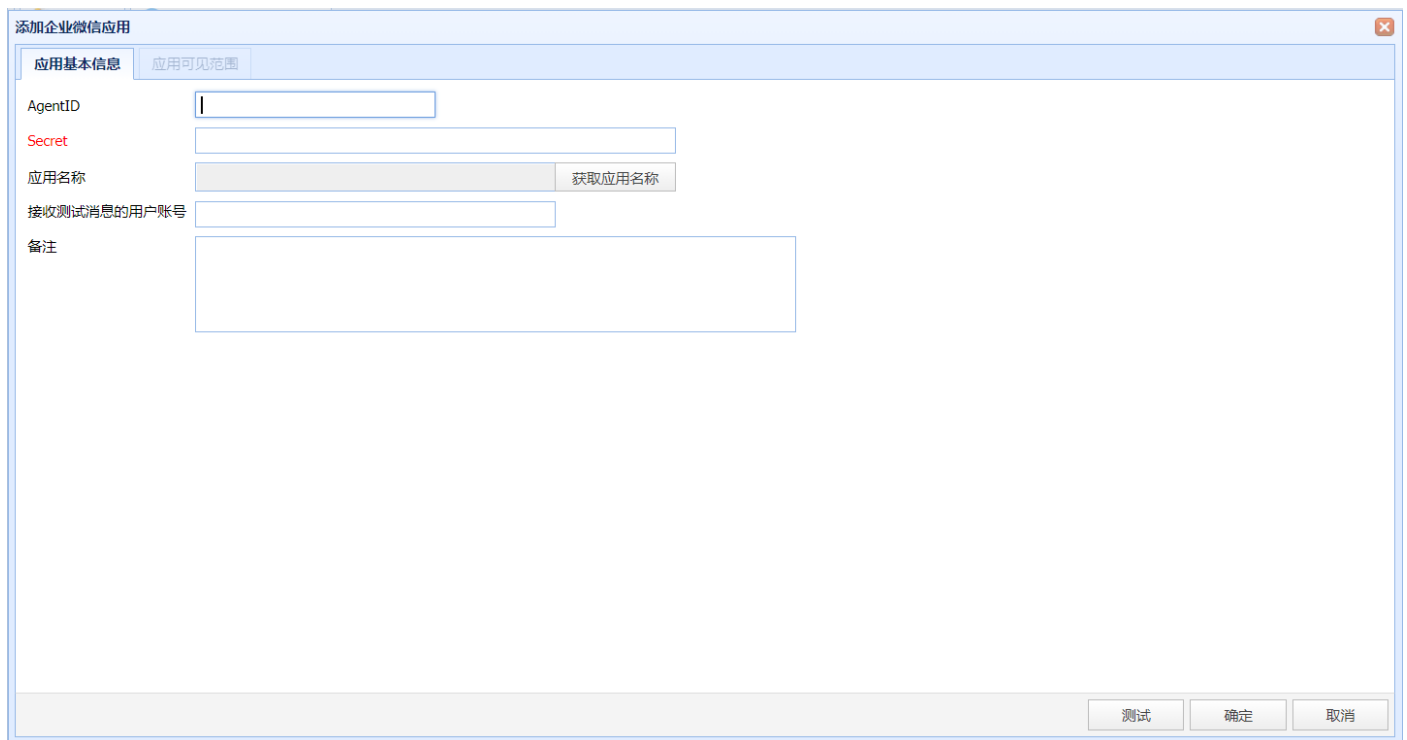 添加企业微信应用
应用基本信息 应用可见范围
AgentID
Secret
应用名称 获取应用名称
接收测试消息的用户账号
备注
测试 确定 取消